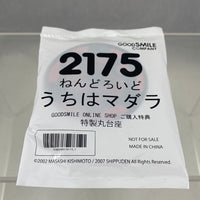 GOODSMILE
COMPANY
2175
ねんどろいど
うちはマダラ
GOODSMILE ONLINE SHOP ご購入特典
特製丸台座
NOT FOR SALE
MADE IN CHINA
©2002 MASASHI KISHIMOTO / 2007 SHIPPUDEN All Rights Reserved.